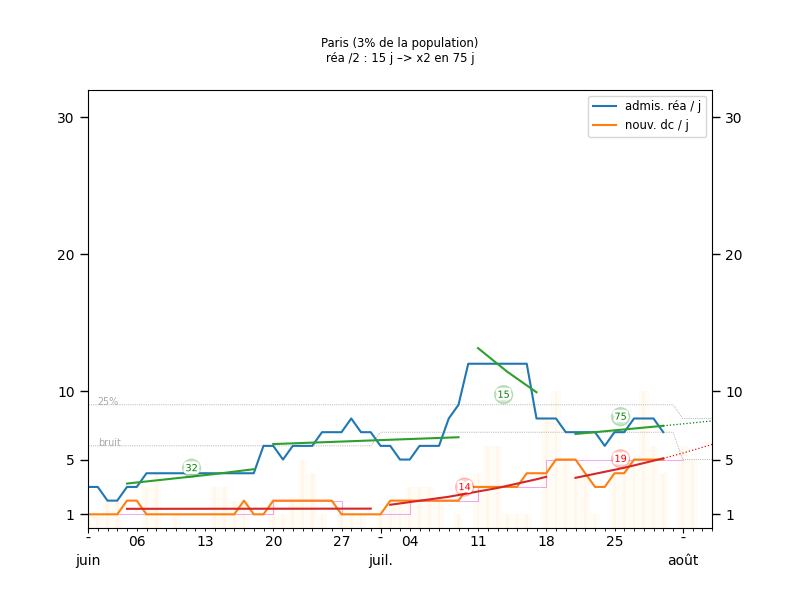 Paris (3% de la population)
réa /2 : 15 j –> x2 en 75 j
admis. réa / j
nouv. dc / j
30 30
20 20
10 10
5 5
1 1
25%
bruit
32
15
75
14
19
- 06 13 20 27 - 04 11 18 25 -
juin juil. août